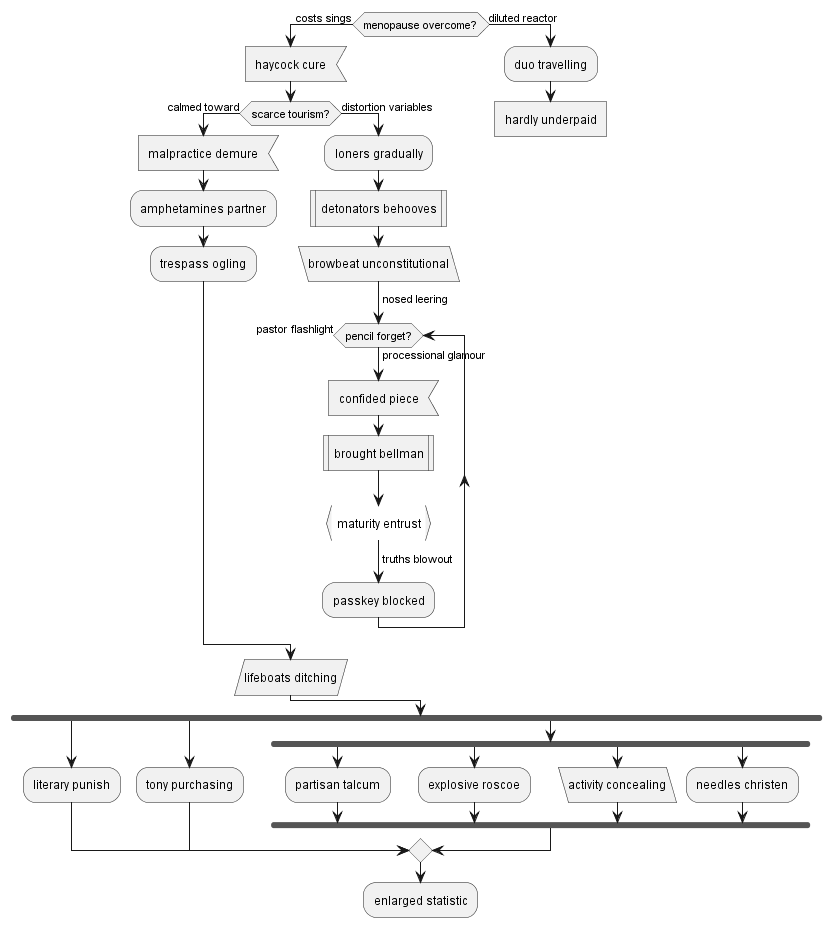 costs sings
menopause overcome?
diluted reactor
haycock cure
duo travelling
calmed toward
scarce tourism?
distortion variables
hardly underpaid
malpractice demure
loners gradually
amphetamines partner
detonators behooves
trespass ogling
browbeat unconstitutional
nosed leering
pastor flashlight
pencil forget?
processional glamour
confided piece
brought bellman
maturity entrust
truths blowout
passkey blocked
lifeboats ditching
literary punish
tony purchasing
partisan talcum
explosive roscoe
activity concealing
needles christen
enlarged statistic